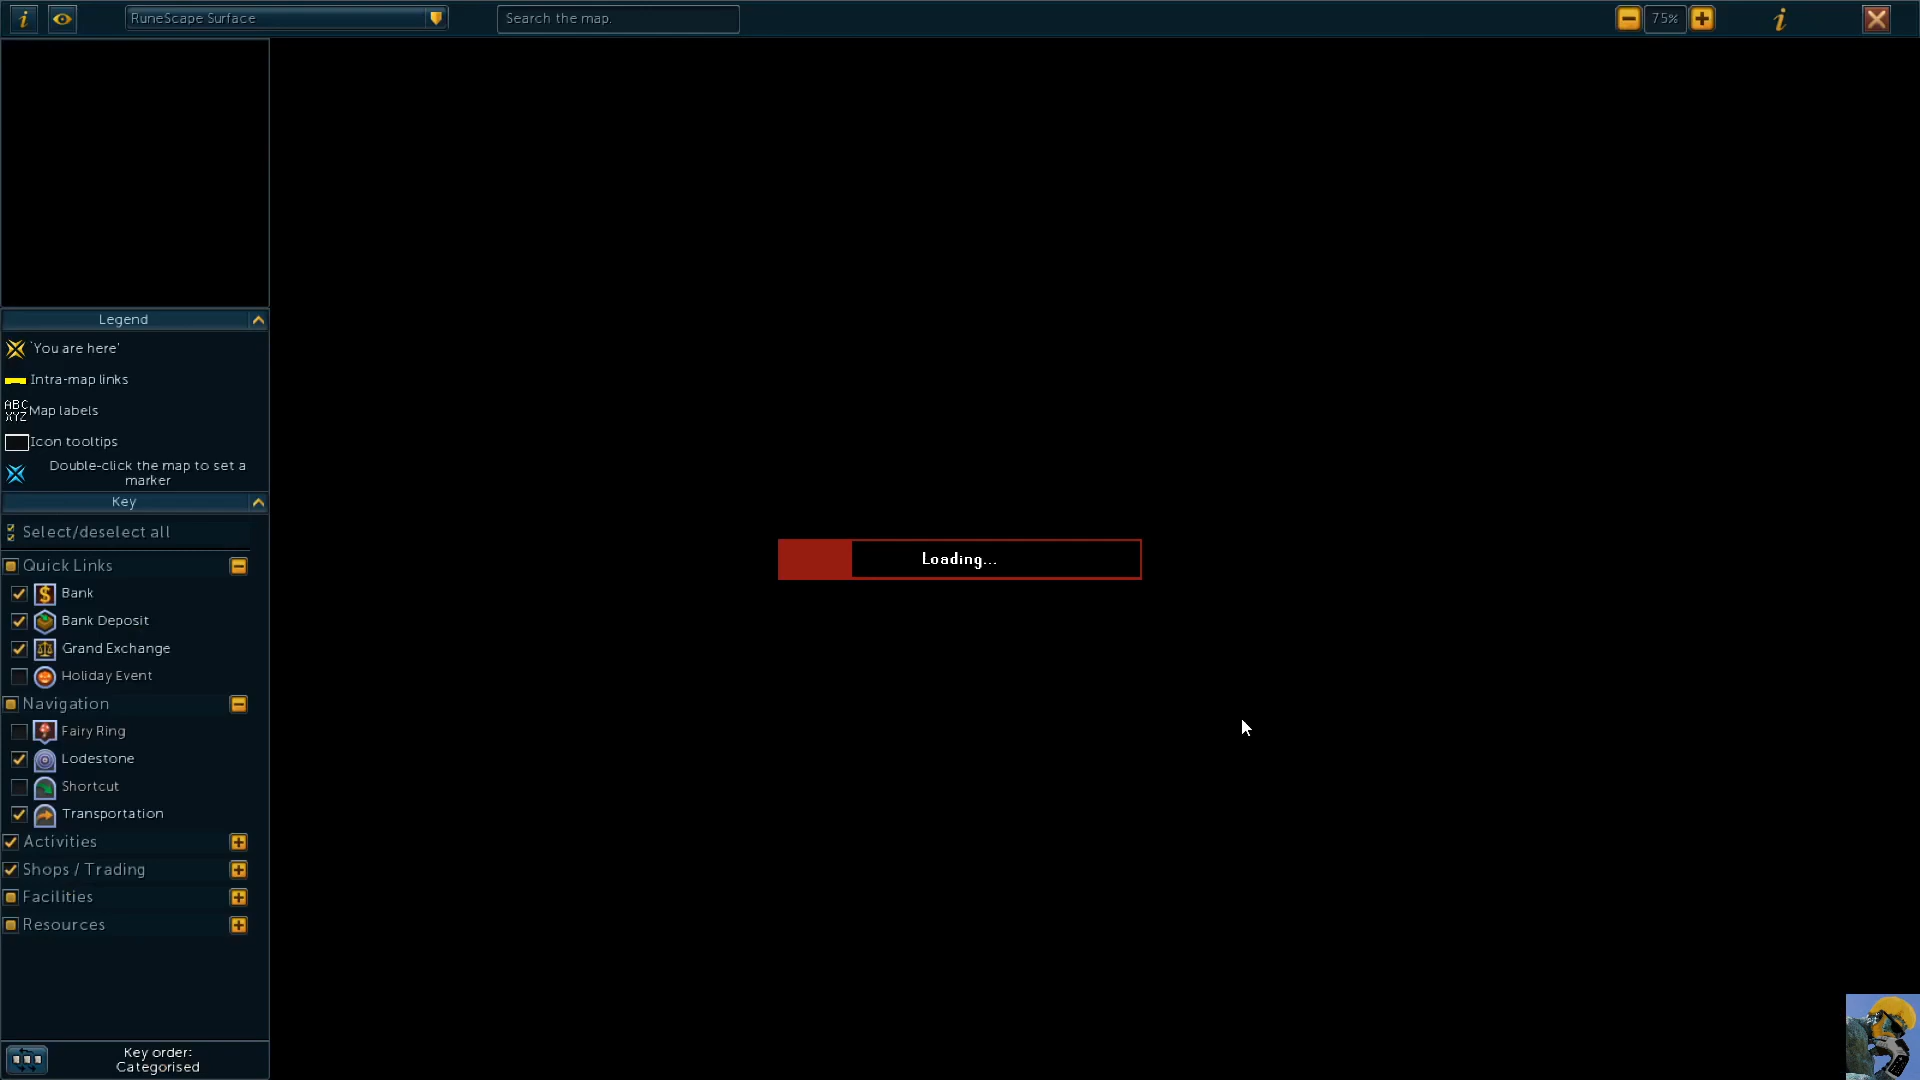 RuneScape Surface
Search the map.
75%
Legend
'You are here'
Intra-map links
ABC
XYZ
Map labels
Icon tooltips
Double-click the map to set a
marker
Key
Select/deselect all
Quick Links
Bank
Bank Deposit
Grand Exchange
Holiday Event
Navigation
Fairy Ring
Lodestone
Shortcut
Transportation
Activities
Shops / Trading
Facilities
Resources
Key order:
Categorised
Loading...